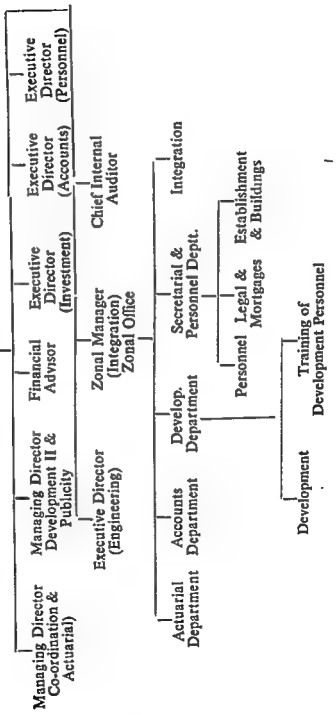 Managing Director
Co-ordination &
Actuarial)
Managing Director
Development II &
Publicity
Financial
Advisor
Executive
Director
(Investment)
Executive
Director
(Accounts)
Executive
Director
(Personnel)
Executive Director
(Engineering)
Zonal Manager
(Integration)
Zonal Office
Chief Internal
Auditor
Actuarial
Department
Accounts
Department
Develop.
Department
Secretarial &
Personnel Deptt.
Integration
Personnel
Legal &
Mortgages
Establishment
& Buildings
Development
Training of
Development Personnel